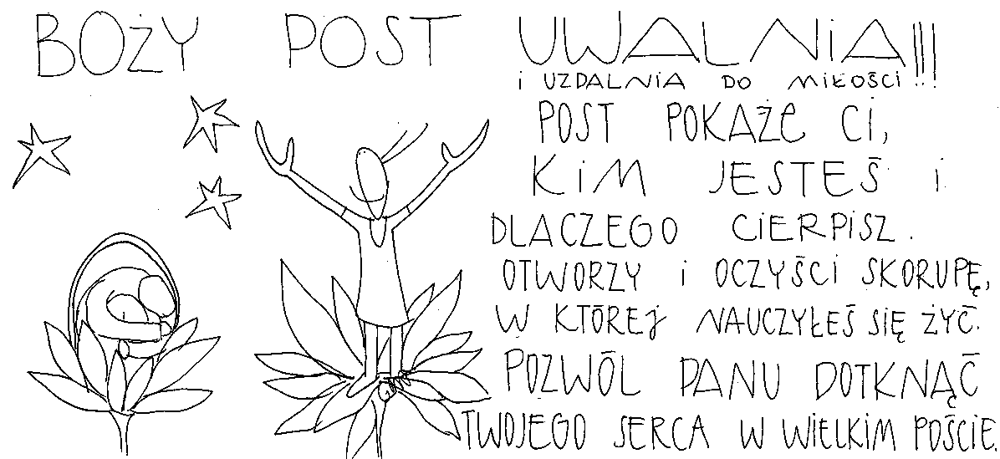 BOŻY POST UWALNIA!!!
i UZDALNIA DO MIŁOŚCI!!
POST POKAŻE CI,
KIM JESTEŚ i
DLACZEGO CIERPISZ.
OTWORZY i OCZYŚCI SKORUPĘ,
W KTÓREJ NAUCZYŁEŚ SIĘ ŻYĆ.
POZWÓL PANU DOTKNĄĆ
TWOJEGO SERCA W WIELKIM POŚCIE.